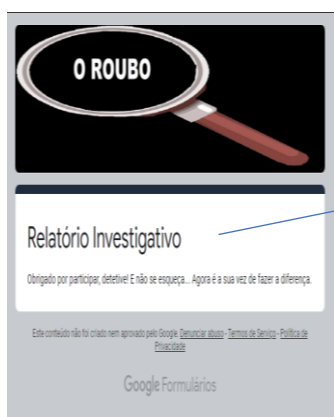 O ROUBO
Relatório Investigativo
Obrigado por participar, detetive! E não se esqueça... Agora é a sua vez de fazer a diferença.
Este conteúdo não foi criado nem aprovado pelo Google. Denunciar abuso - Termos de Serviço - Política de
Privacidade
Google Formulários